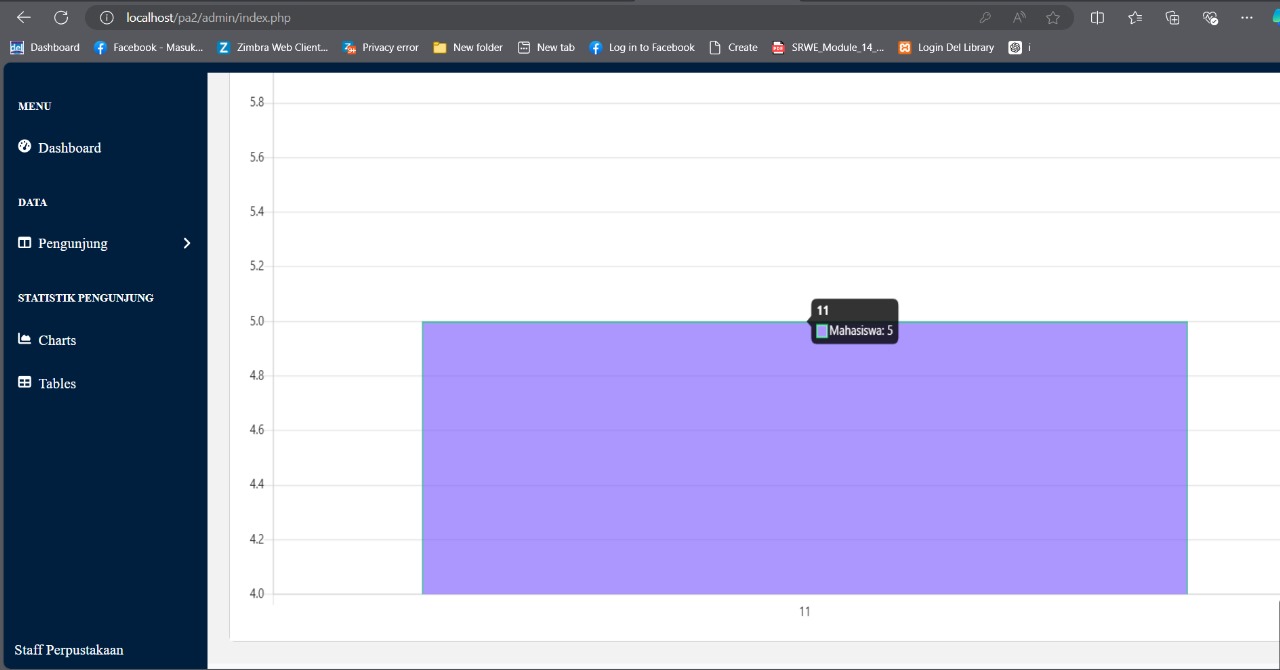 localhost/pa2/admin/index.php
Dashboard Facebook - Masuk... Zimbra Web Client... Privacy error New folder New tab Log in to Facebook Create SRWE_Module_14_... Login Del Library i
MENU
Dashboard
DATA
Pengunjung
STATISTIK PENGUNJUNG
Charts
Tables
Staff Perpustakaan
5.8
5.6
5.4
5.2
5.0
4.8
4.6
4.4
4.2
4.0
11
Mahasiswa: 5
11